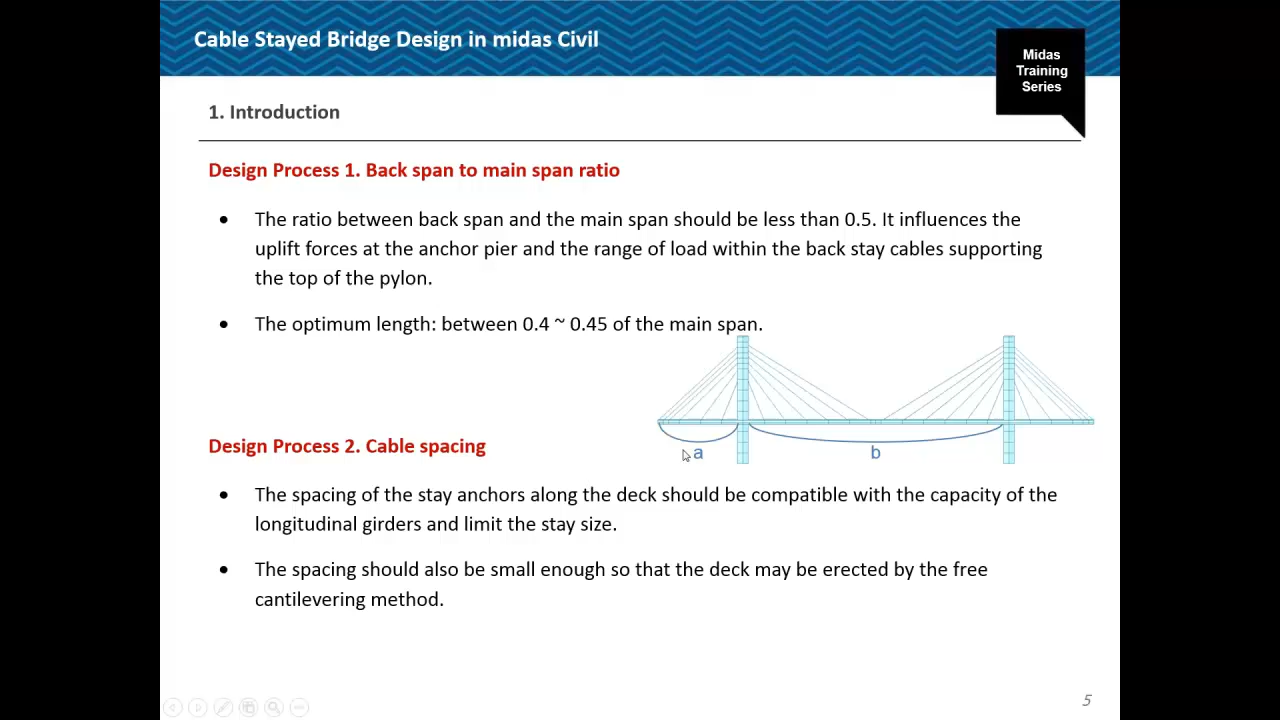 Cable Stayed Bridge Design in midas Civil
Midas
Training
Series
1. Introduction
Design Process 1. Back span to main span ratio
• The ratio between back span and the main span should be less than 0.5. It influences the
uplift forces at the anchor pier and the range of load within the back stay cables supporting
the top of the pylon.
• The optimum length: between 0.4 ~ 0.45 of the main span.
a
b
Design Process 2. Cable spacing
• The spacing of the stay anchors along the deck should be compatible with the capacity of the
longitudinal girders and limit the stay size.
• The spacing should also be small enough so that the deck may be erected by the free
cantilevering method.
5